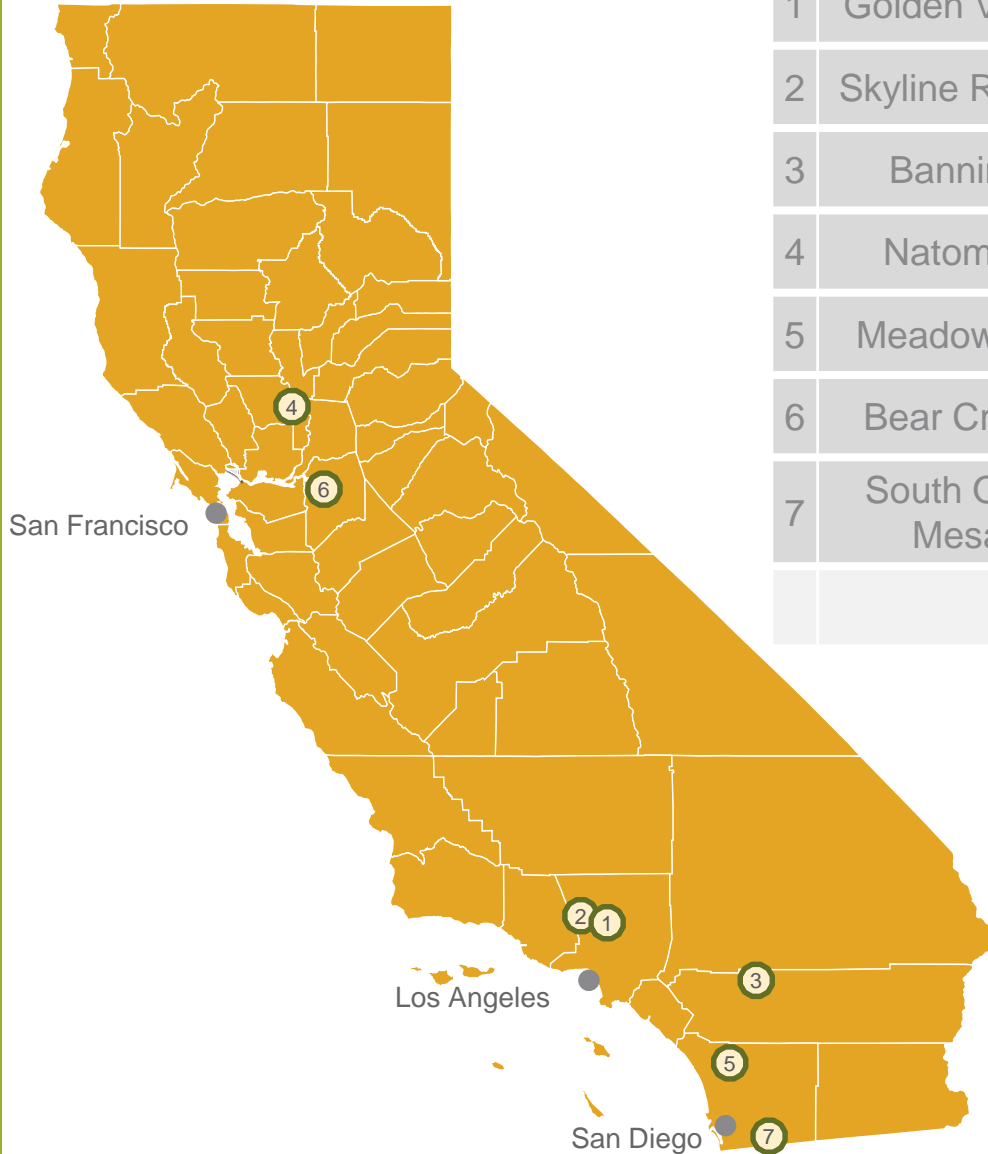 1 Golden V
2 Skyline R
3 Bannin
4 Natom
5 Meadow
6 Bear Cr
7 South O
Mesa
4
6
San Francisco
2
1
3
Los Angeles
5
San Diego
7